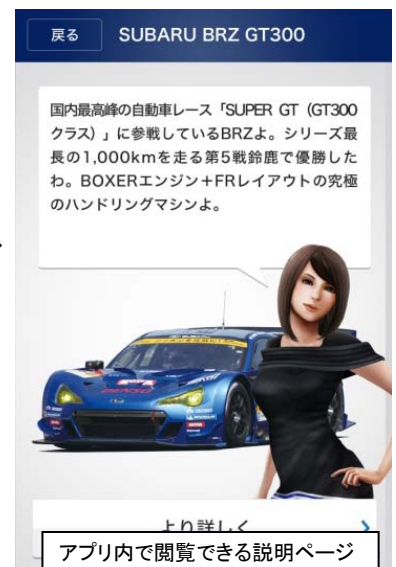 戻る SUBARU BRZ GT300
国内最高峰の自動車レース「SUPER GT（GT300
クラス）」に参戦しているBRZよ。シリーズ最
長の1,000kmを走る第5戦鈴鹿で優勝した
わ。BOXERエンジン+FRレイアウトの究極
のハンドリングマシンよ。
DENSO
より詳しく
アプリ内で閲覧できる説明ページ